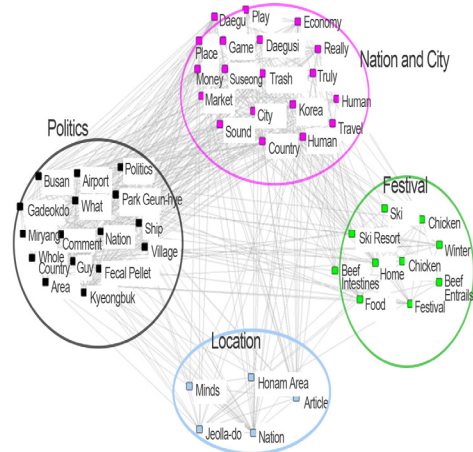 Daegu
Play
Economy
Place
Game
Daegusi
Really
Nation and City
Money
Suseong
Trash
Truly
Market
City
Korea
Human
Sound
Travel
Country
Human
Politics
Busan
Airport
Politics
Gadeokdo
What
Park Geun-hye
Miryang
Comment
Nation
Ship
Whole
Country
Guy
Fecal Pellet
Village
Area
Kyeongbuk
Festival
Ski
Chicken
Ski Resort
Winter
Beef
Intestines
Home
Chicken
Beef
Entrails
Food
Festival
Location
Minds
Honam Area
Article
Jeolla-do
Nation